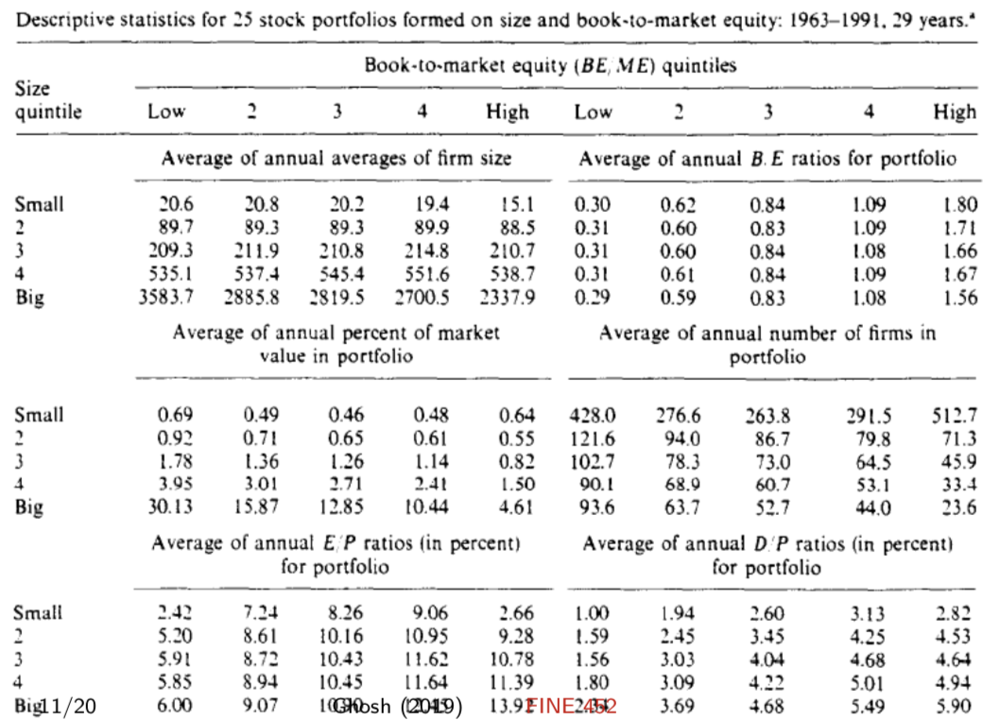 Descriptive statistics for 25 stock portfolios formed on size and book-to-market equity: 1963–1991, 29 years.ª
Book-to-market equity (BE/ME) quintiles
Size
quintile Low 2 3 4 High Low 2 3 4 High
Average of annual averages of firm size Average of annual B.E ratios for portfolio
Small 20.6 20.8 20.2 19.4 15.1 0.30 0.62 0.84 1.09 1.80
2 89.7 89.3 89.3 89.9 88.5 0.31 0.60 0.83 1.09 1.71
3 209.3 211.9 210.8 214.8 210.7 0.31 0.60 0.84 1.08 1.66
4 535.1 537.4 545.4 551.6 538.7 0.31 0.61 0.84 1.09 1.67
Big 3583.7 2885.8 2819.5 2700.5 2337.9 0.29 0.59 0.83 1.08 1.56
Average of annual percent of market Average of annual number of firms in
value in portfolio portfolio
Small 0.69 0.49 0.46 0.48 0.64 428.0 276.6 263.8 291.5 512.7
2 0.92 0.71 0.65 0.61 0.55 121.6 94.0 86.7 79.8 71.3
3 1.78 1.36 1.26 1.14 0.82 102.7 78.3 73.0 64.5 45.9
4 3.95 3.01 2.71 2.41 1.50 90.1 68.9 60.7 53.1 33.4
Big 30.13 15.87 12.85 10.44 4.61 93.6 63.7 52.7 44.0 23.6
Average of annual E/P ratios (in percent) Average of annual D/P ratios (in percent)
for portfolio for portfolio
Small 2.42 7.24 8.26 9.06 2.66 1.00 1.94 2.60 3.13 2.82
2 5.20 8.61 10.16 10.95 9.28 1.59 2.45 3.45 4.25 4.53
3 5.91 8.72 10.43 11.62 10.78 1.56 3.03 4.04 4.68 4.64
4 5.85 8.94 10.45 11.64 11.39 1.80 3.09 4.22 5.01 4.94
Big 6.00 9.07 13.92 3.69 4.68 5.49 5.90
11/20 Ghosh (2019) FINE 452